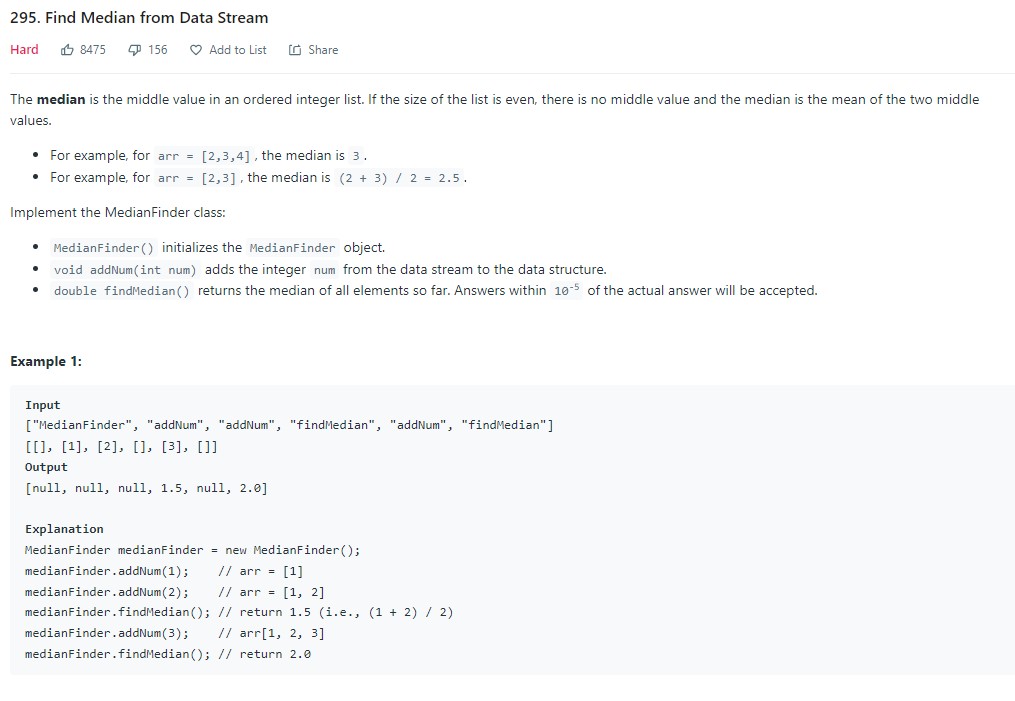 295. Find Median from Data Stream
Hard 8475 156 Add to List Share
The median is the middle value in an ordered integer list. If the size of the list is even, there is no middle value and the median is the mean of the two middle
values.
• For example, for arr = [2,3,4], the median is 3.
• For example, for arr = [2,3], the median is (2 + 3) / 2 = 2.5.
Implement the MedianFinder class:
• MedianFinder() initializes the MedianFinder object.
• void addNum(int num) adds the integer num from the data stream to the data structure.
• double findMedian() returns the median of all elements so far. Answers within 10⁻⁵ of the actual answer will be accepted.
Example 1:
Input
["MedianFinder", "addNum", "addNum", "findMedian", "addNum", "findMedian"]
[[], [1], [2], [], [3], []]
Output
[null, null, null, 1.5, null, 2.0]
Explanation
MedianFinder medianFinder = new MedianFinder();
medianFinder.addNum(1);    // arr = [1]
medianFinder.addNum(2);    // arr = [1, 2]
medianFinder.findMedian(); // return 1.5 (i.e., (1 + 2) / 2)
medianFinder.addNum(3);    // arr[1, 2, 3]
medianFinder.findMedian(); // return 2.0